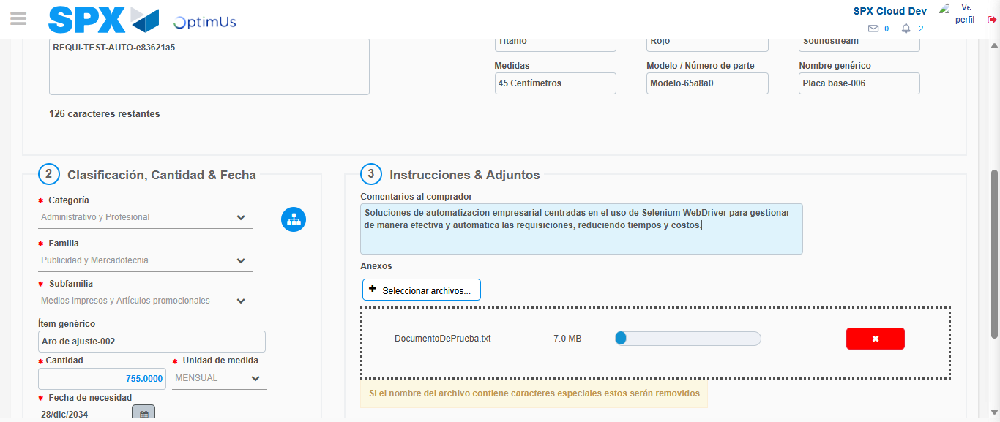 SPX
OptimUs
SPX Cloud Dev
Ve
perfil
0
2
REQUI-TEST-AUTO-e83621a5
126 caracteres restantes
Titanio
Rojo
Soundstream
Medidas
Modelo / Número de parte
Nombre genérico
45 Centímetros
Modelo-65a8a0
Placa base-006
2
Clasificación, Cantidad & Fecha
* Categoría
Administrativo y Profesional
* Familia
Publicidad y Mercadotecnia
* Subfamilia
Medios impresos y Artículos promocionales
Ítem genérico
Aro de ajuste-002
* Cantidad
* Unidad de medida
755.0000
MENSUAL
* Fecha de necesidad
28/dic/2034
3
Instrucciones & Adjuntos
Comentarios al comprador
Soluciones de automatizacion empresarial centradas en el uso de Selenium WebDriver para gestionar
de manera efectiva y automatica las requisiciones, reduciendo tiempos y costos.
Anexos
+ Seleccionar archivos...
DocumentoDePrueba.txt
7.0 MB
Si el nombre del archivo contiene caracteres especiales estos serán removidos